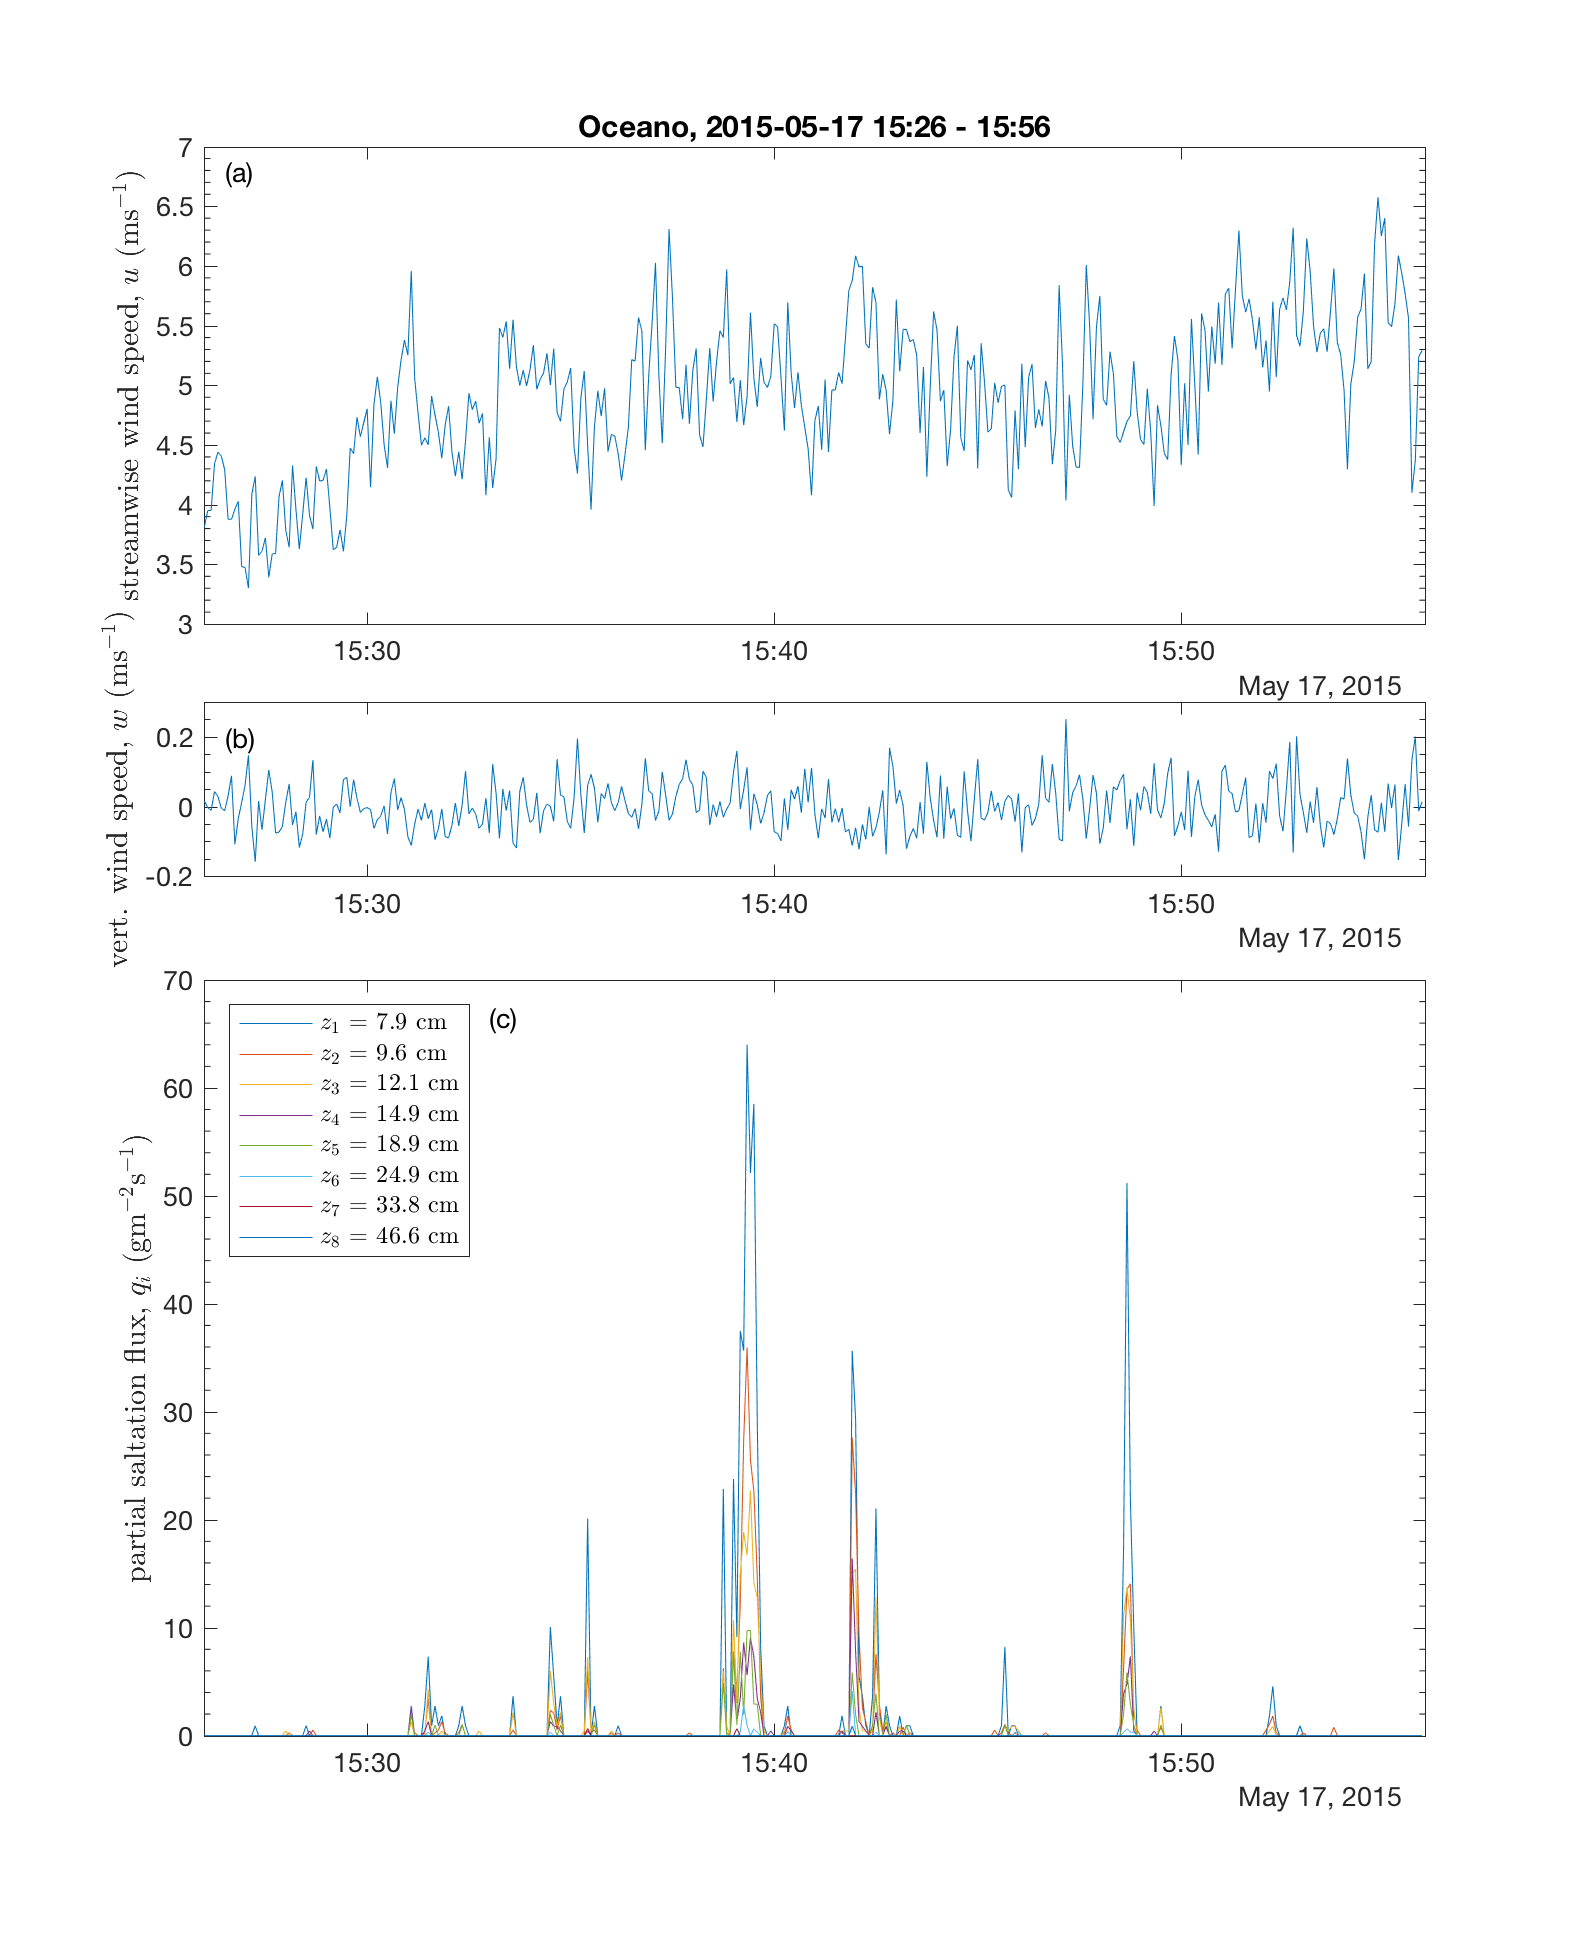 Oceano, 2015-05-17 15:26 - 15:56
(a)
streamwise wind speed, u (ms⁻¹)
7
6.5
6
5.5
5
4.5
4
3.5
3
15:30 15:40 15:50
May 17, 2015
(b)
vert. wind speed, w (ms⁻¹)
0.2
0
-0.2
15:30 15:40 15:50
May 17, 2015
(c)
partial saltation flux, qᵢ (gm⁻²s⁻¹)
70
60
50
40
30
20
10
0
z₁ = 7.9 cm
z₂ = 9.6 cm
z₃ = 12.1 cm
z₄ = 14.9 cm
z₅ = 18.9 cm
z₆ = 24.9 cm
z₇ = 33.8 cm
z₈ = 46.6 cm
15:30 15:40 15:50
May 17, 2015